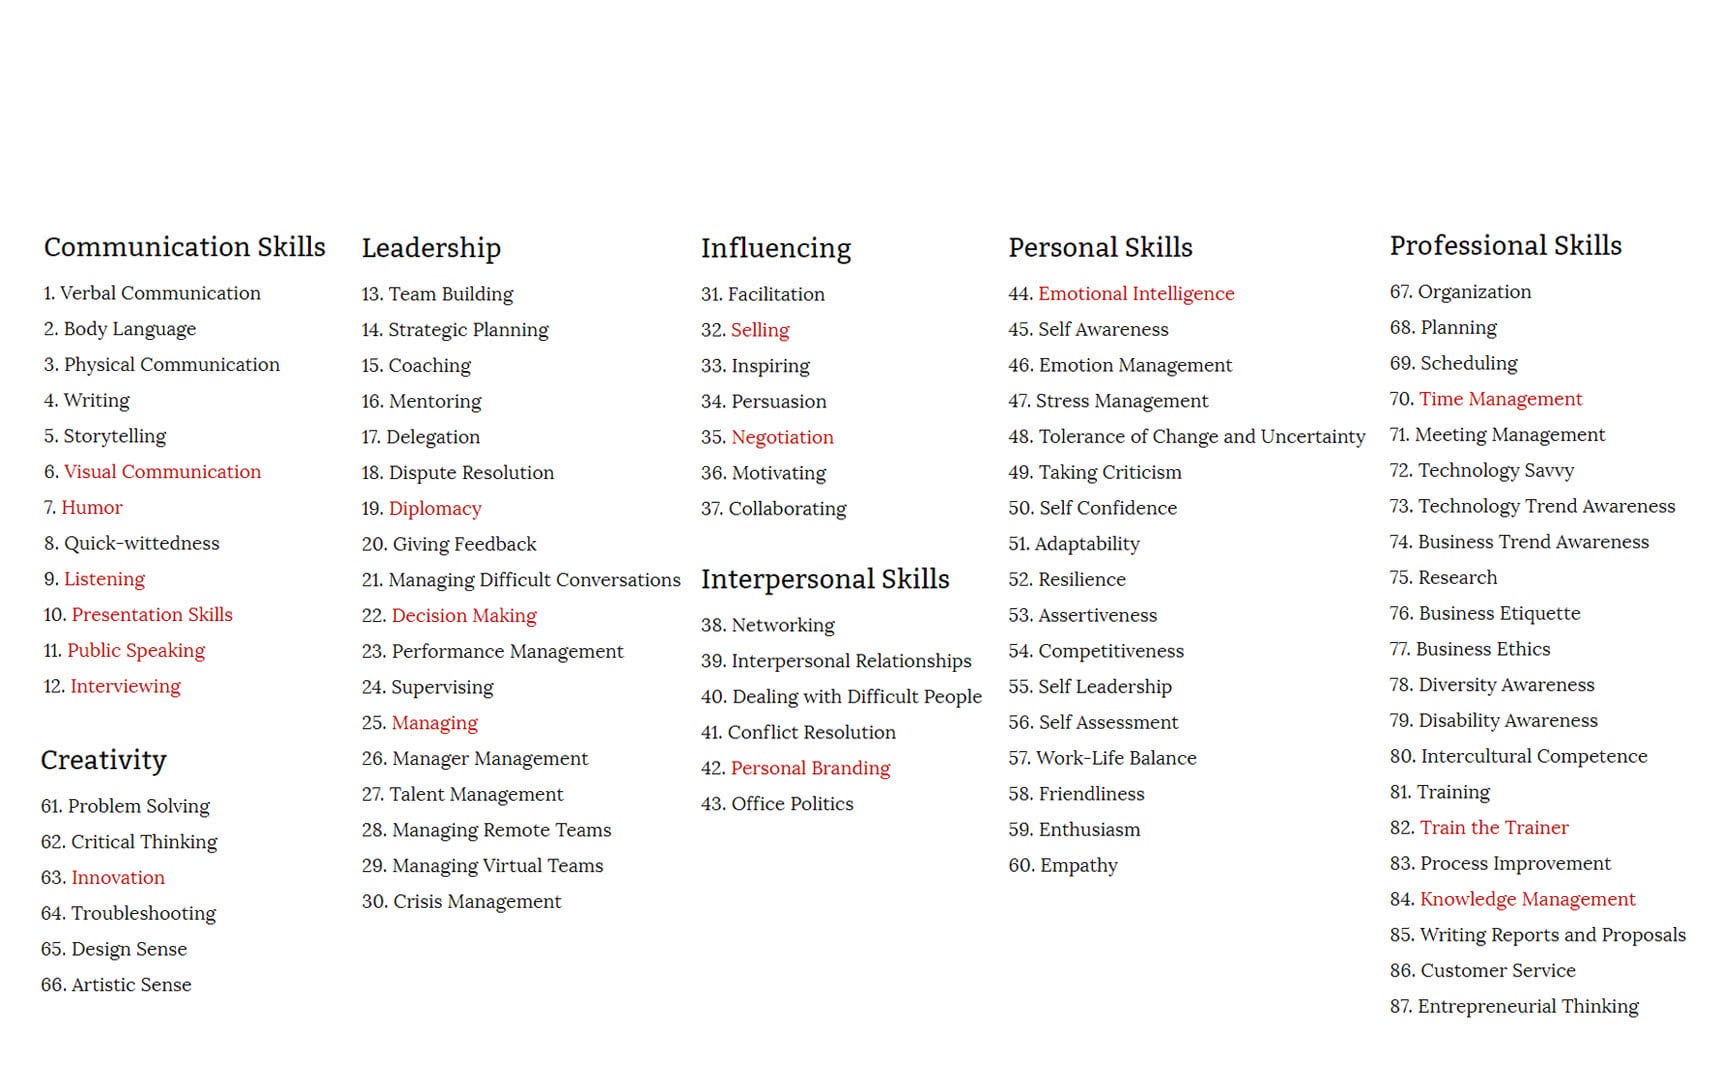 Communication Skills
1. Verbal Communication
2. Body Language
3. Physical Communication
4. Writing
5. Storytelling
6. Visual Communication
7. Humor
8. Quick-wittedness
9. Listening
10. Presentation Skills
11. Public Speaking
12. Interviewing
Creativity
61. Problem Solving
62. Critical Thinking
63. Innovation
64. Troubleshooting
65. Design Sense
66. Artistic Sense
Leadership
13. Team Building
14. Strategic Planning
15. Coaching
16. Mentoring
17. Delegation
18. Dispute Resolution
19. Diplomacy
20. Giving Feedback
21. Managing Difficult Conversations
22. Decision Making
23. Performance Management
24. Supervising
25. Managing
26. Manager Management
27. Talent Management
28. Managing Remote Teams
29. Managing Virtual Teams
30. Crisis Management
Influencing
31. Facilitation
32. Selling
33. Inspiring
34. Persuasion
35. Negotiation
36. Motivating
37. Collaborating
Interpersonal Skills
38. Networking
39. Interpersonal Relationships
40. Dealing with Difficult People
41. Conflict Resolution
42. Personal Branding
43. Office Politics
Personal Skills
44. Emotional Intelligence
45. Self Awareness
46. Emotion Management
47. Stress Management
48. Tolerance of Change and Uncertainty
49. Taking Criticism
50. Self Confidence
51. Adaptability
52. Resilience
53. Assertiveness
54. Competitiveness
55. Self Leadership
56. Self Assessment
57. Work-Life Balance
58. Friendliness
59. Enthusiasm
60. Empathy
Professional Skills
67. Organization
68. Planning
69. Scheduling
70. Time Management
71. Meeting Management
72. Technology Savvy
73. Technology Trend Awareness
74. Business Trend Awareness
75. Research
76. Business Etiquette
77. Business Ethics
78. Diversity Awareness
79. Disability Awareness
80. Intercultural Competence
81. Training
82. Train the Trainer
83. Process Improvement
84. Knowledge Management
85. Writing Reports and Proposals
86. Customer Service
87. Entrepreneurial Thinking